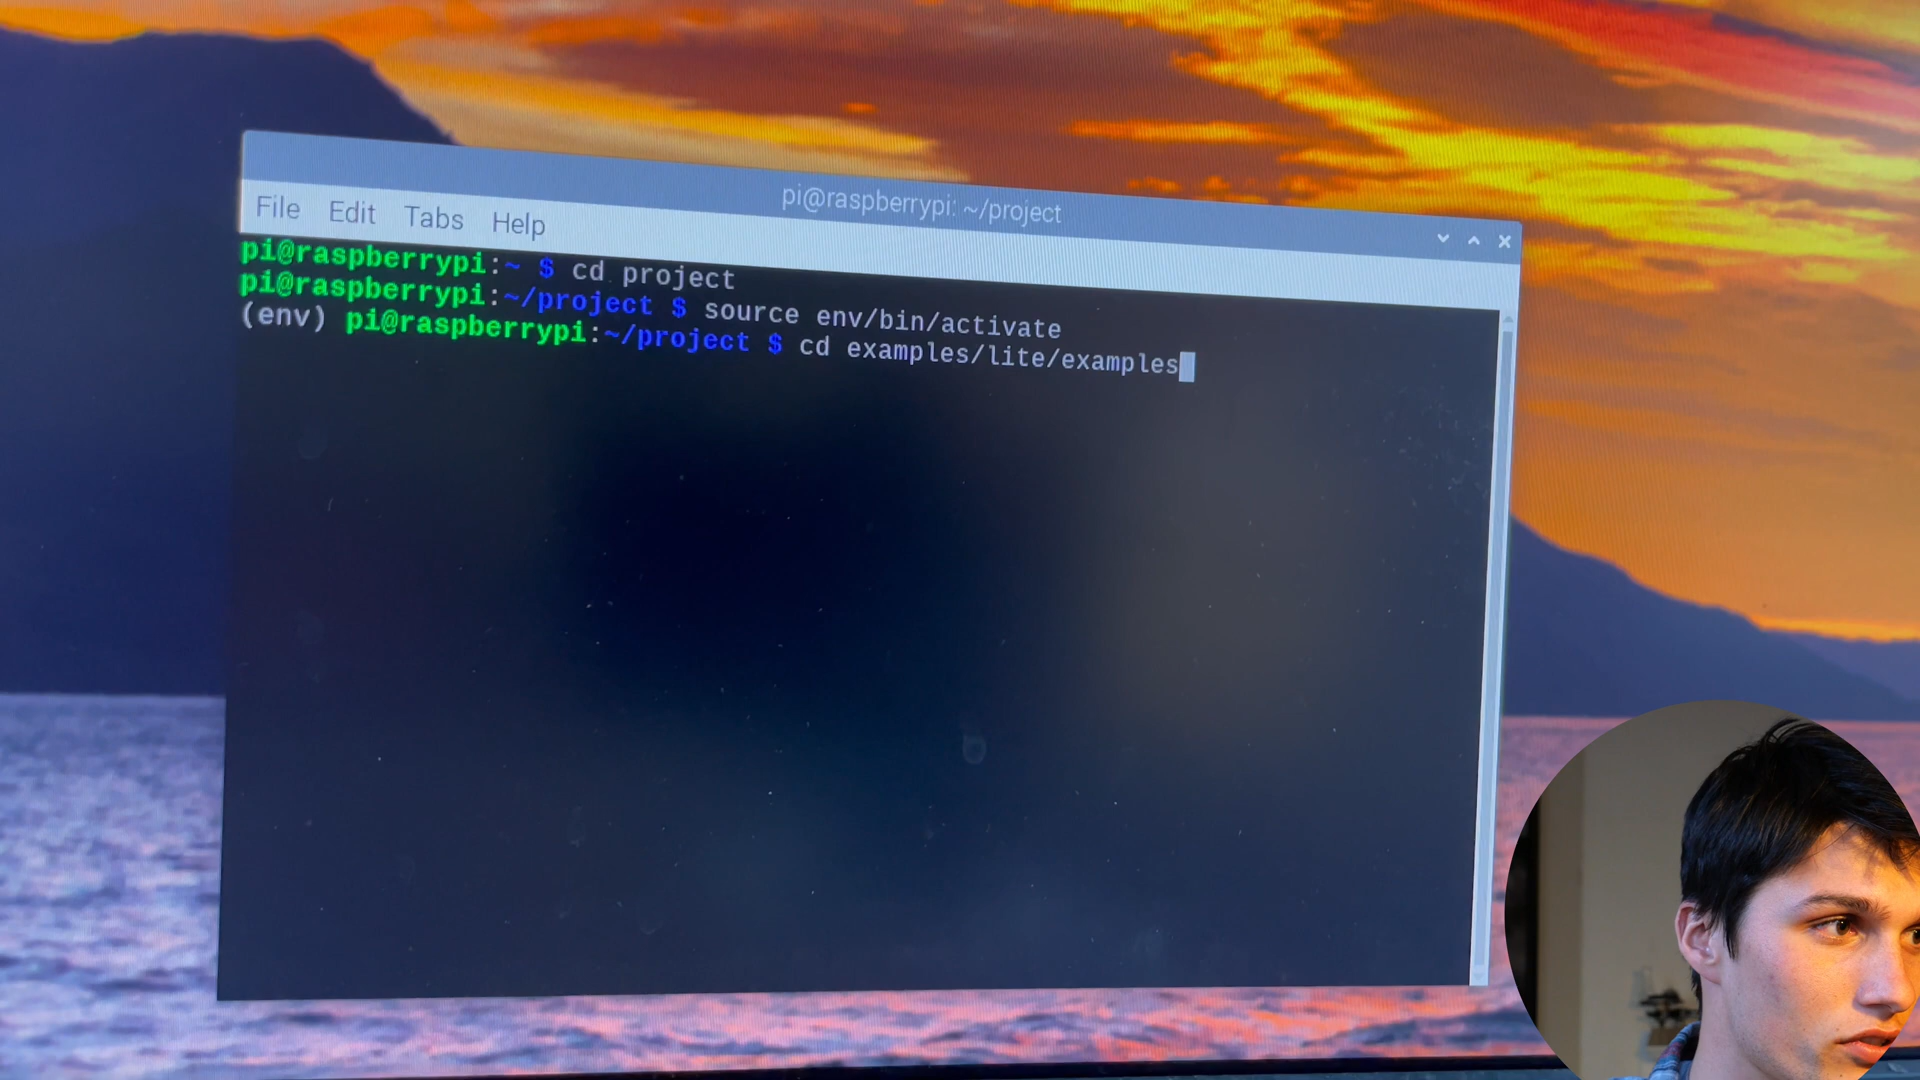 pi@raspberrypi: ~/project
File Edit Tabs Help
pi@raspberrypi:~ $ cd project
pi@raspberrypi:~/project $ source env/bin/activate
(env) pi@raspberrypi:~/project $ cd examples/lite/examples